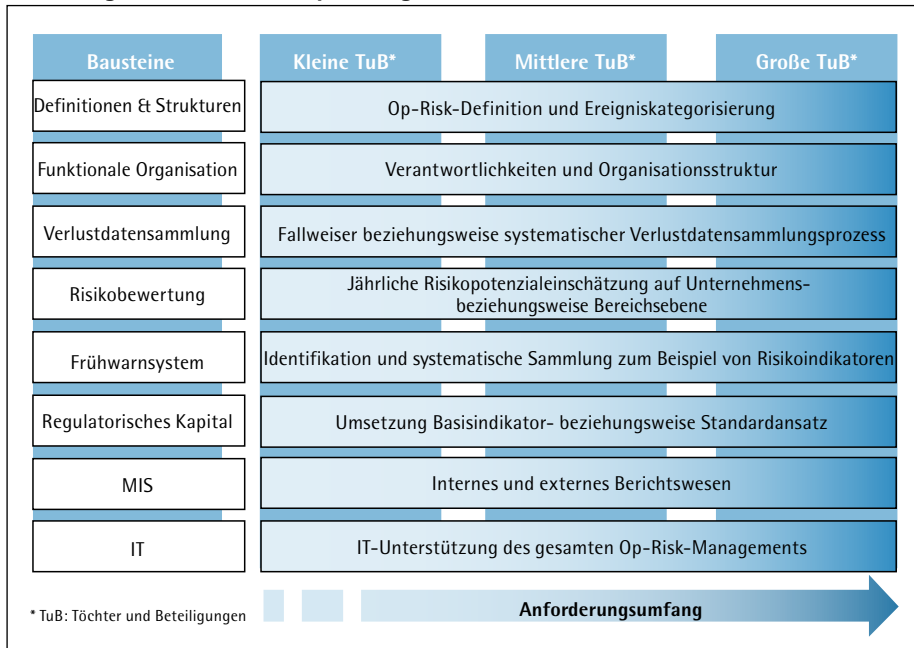 Bausteine
Kleine TuB*
Mittlere TuB*
Große TuB*
Definitionen & Strukturen
Op-Risk-Definition und Ereigniskategorisierung
Funktionale Organisation
Verantwortlichkeiten und Organisationsstruktur
Verlustdatensammlung
Fallweiser beziehungsweise systematischer Verlustdatensammlungsprozess
Risikobewertung
Jährliche Risikopotenzialeinschätzung auf Unternehmens-
beziehungsweise Bereichsebene
Frühwarnsystem
Identifikation und systematische Sammlung zum Beispiel von Risikoindikatoren
Regulatorisches Kapital
Umsetzung Basisindikator- beziehungsweise Standardansatz
MIS
Internes und externes Berichtswesen
IT
IT-Unterstützung des gesamten Op-Risk-Managements
* TuB: Töchter und Beteiligungen
Anforderungsumfang